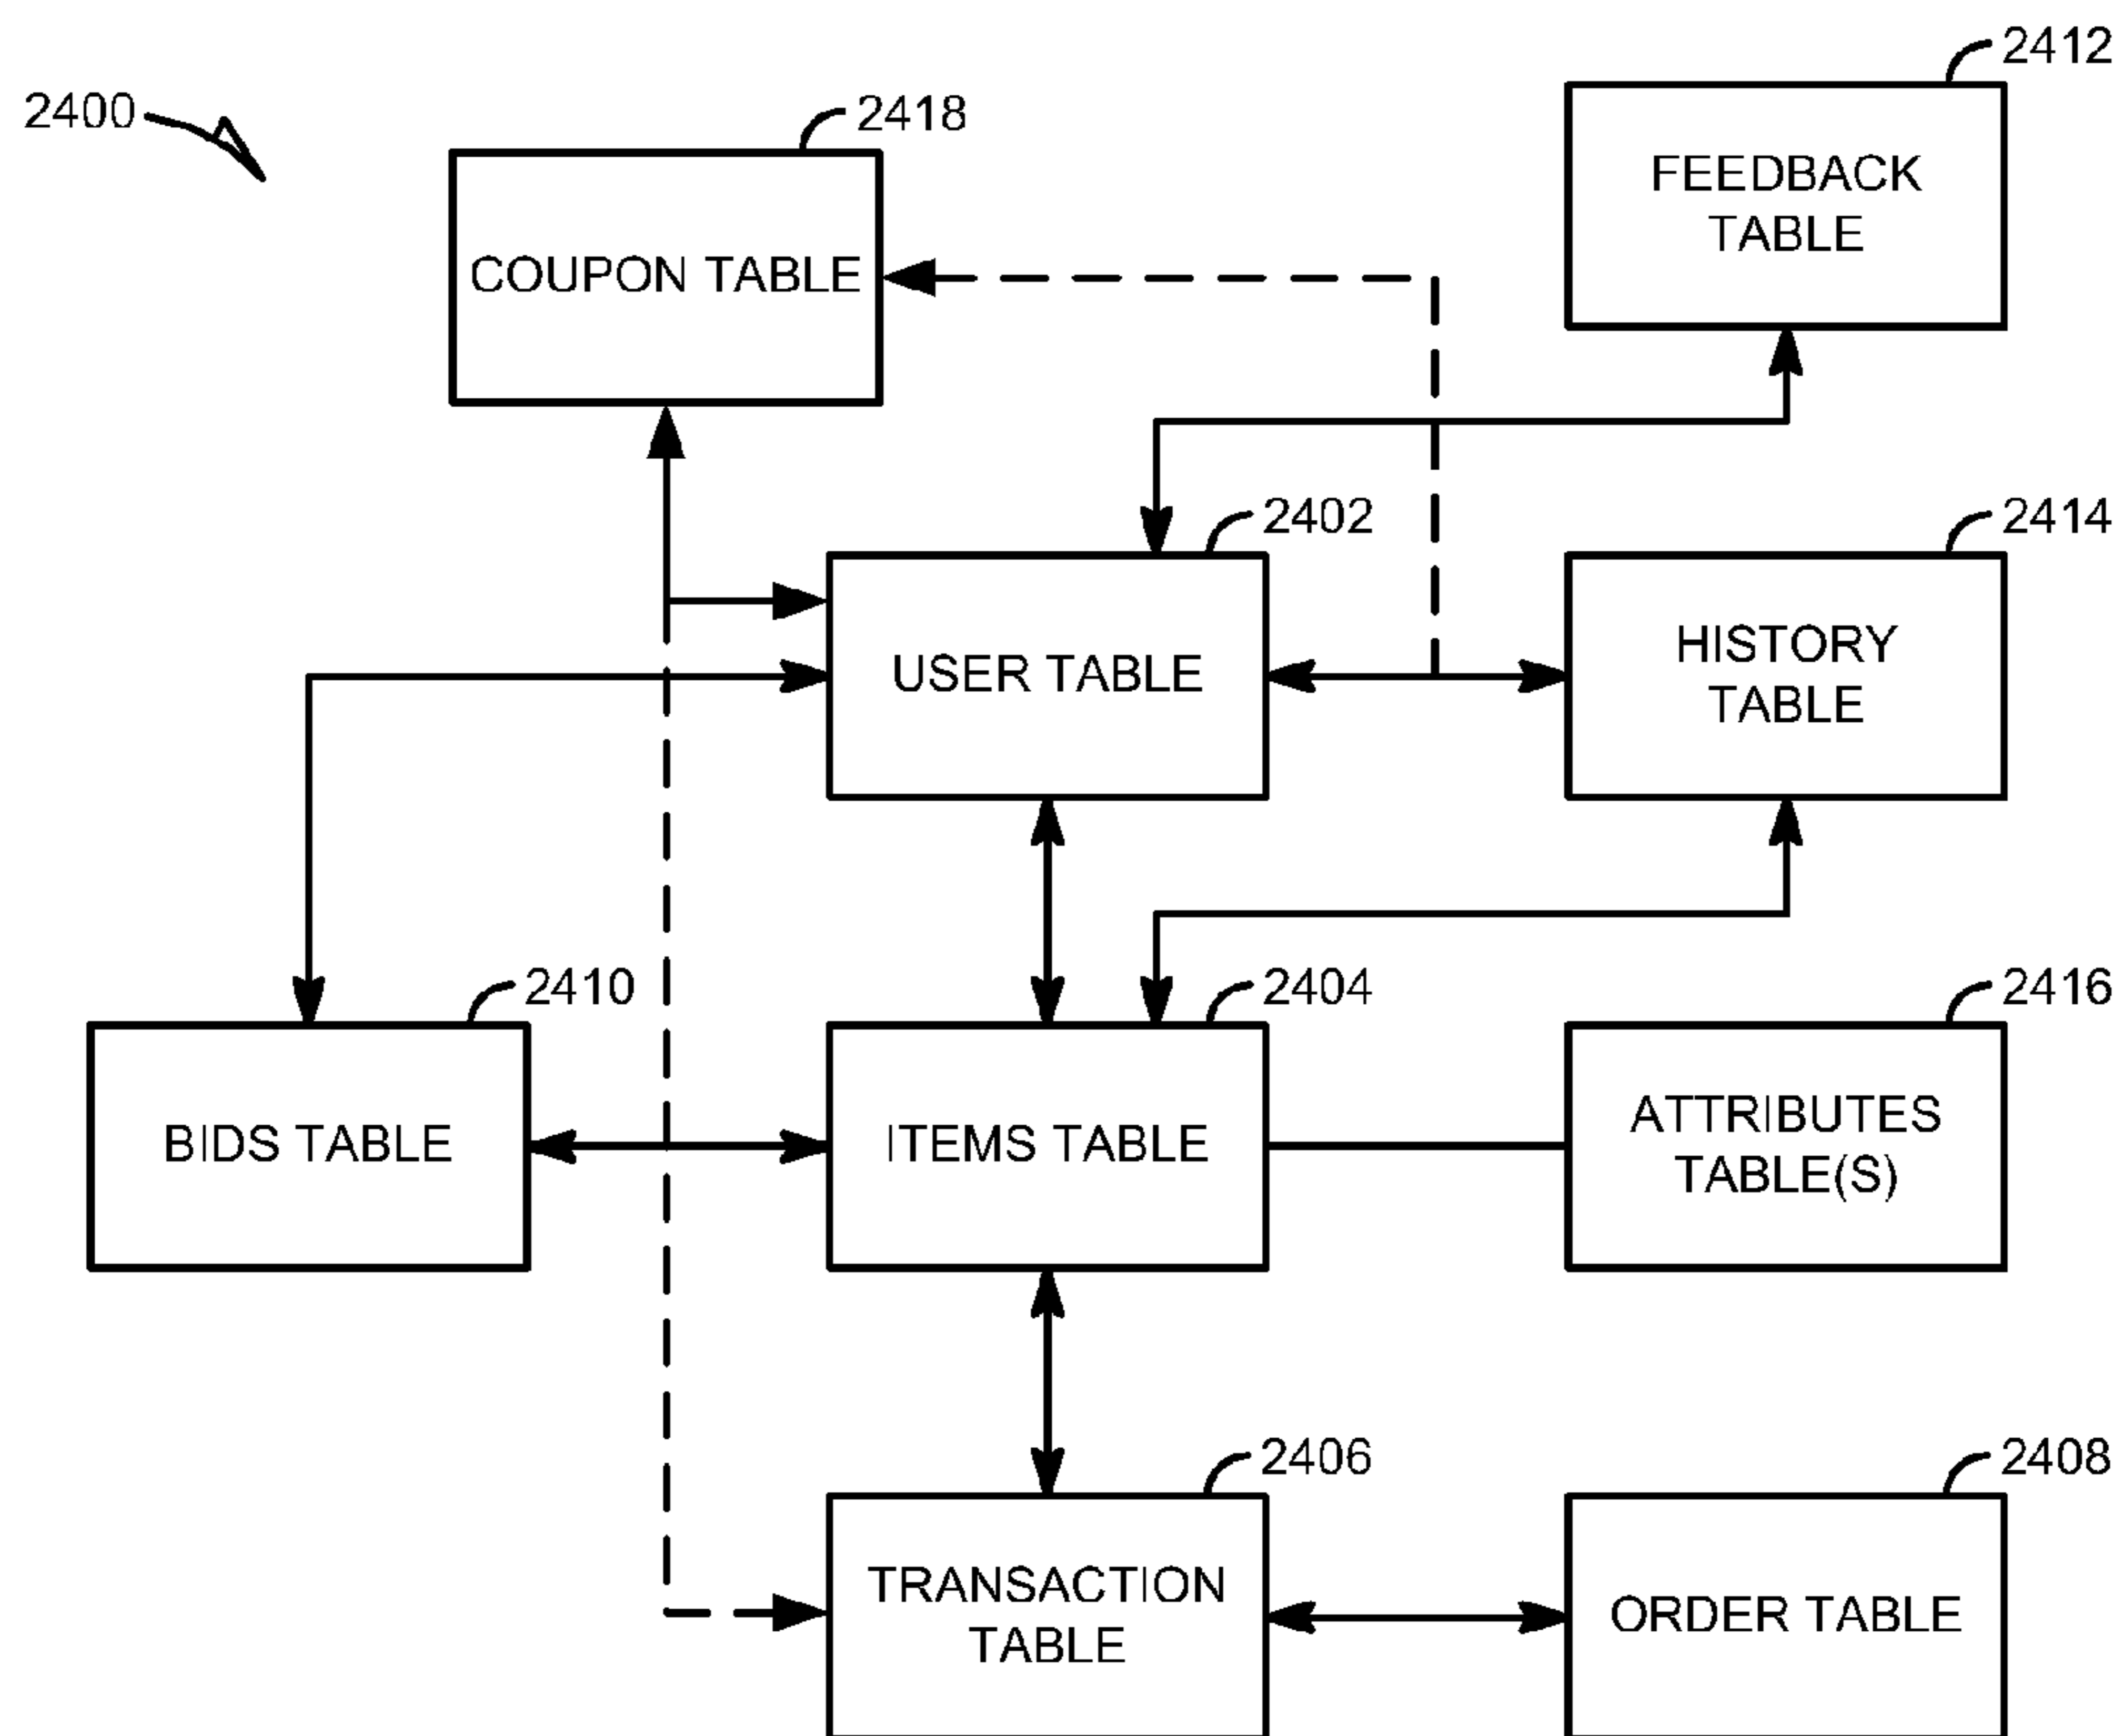 2412
2400
2418
FEEDBACK
TABLE
COUPON TABLE
2402
2414
USER TABLE
HISTORY
TABLE
2410
2404
2416
BIDS TABLE
ITEMS TABLE
ATTRIBUTES
TABLE(S)
2406
2408
TRANSACTION
TABLE
ORDER TABLE